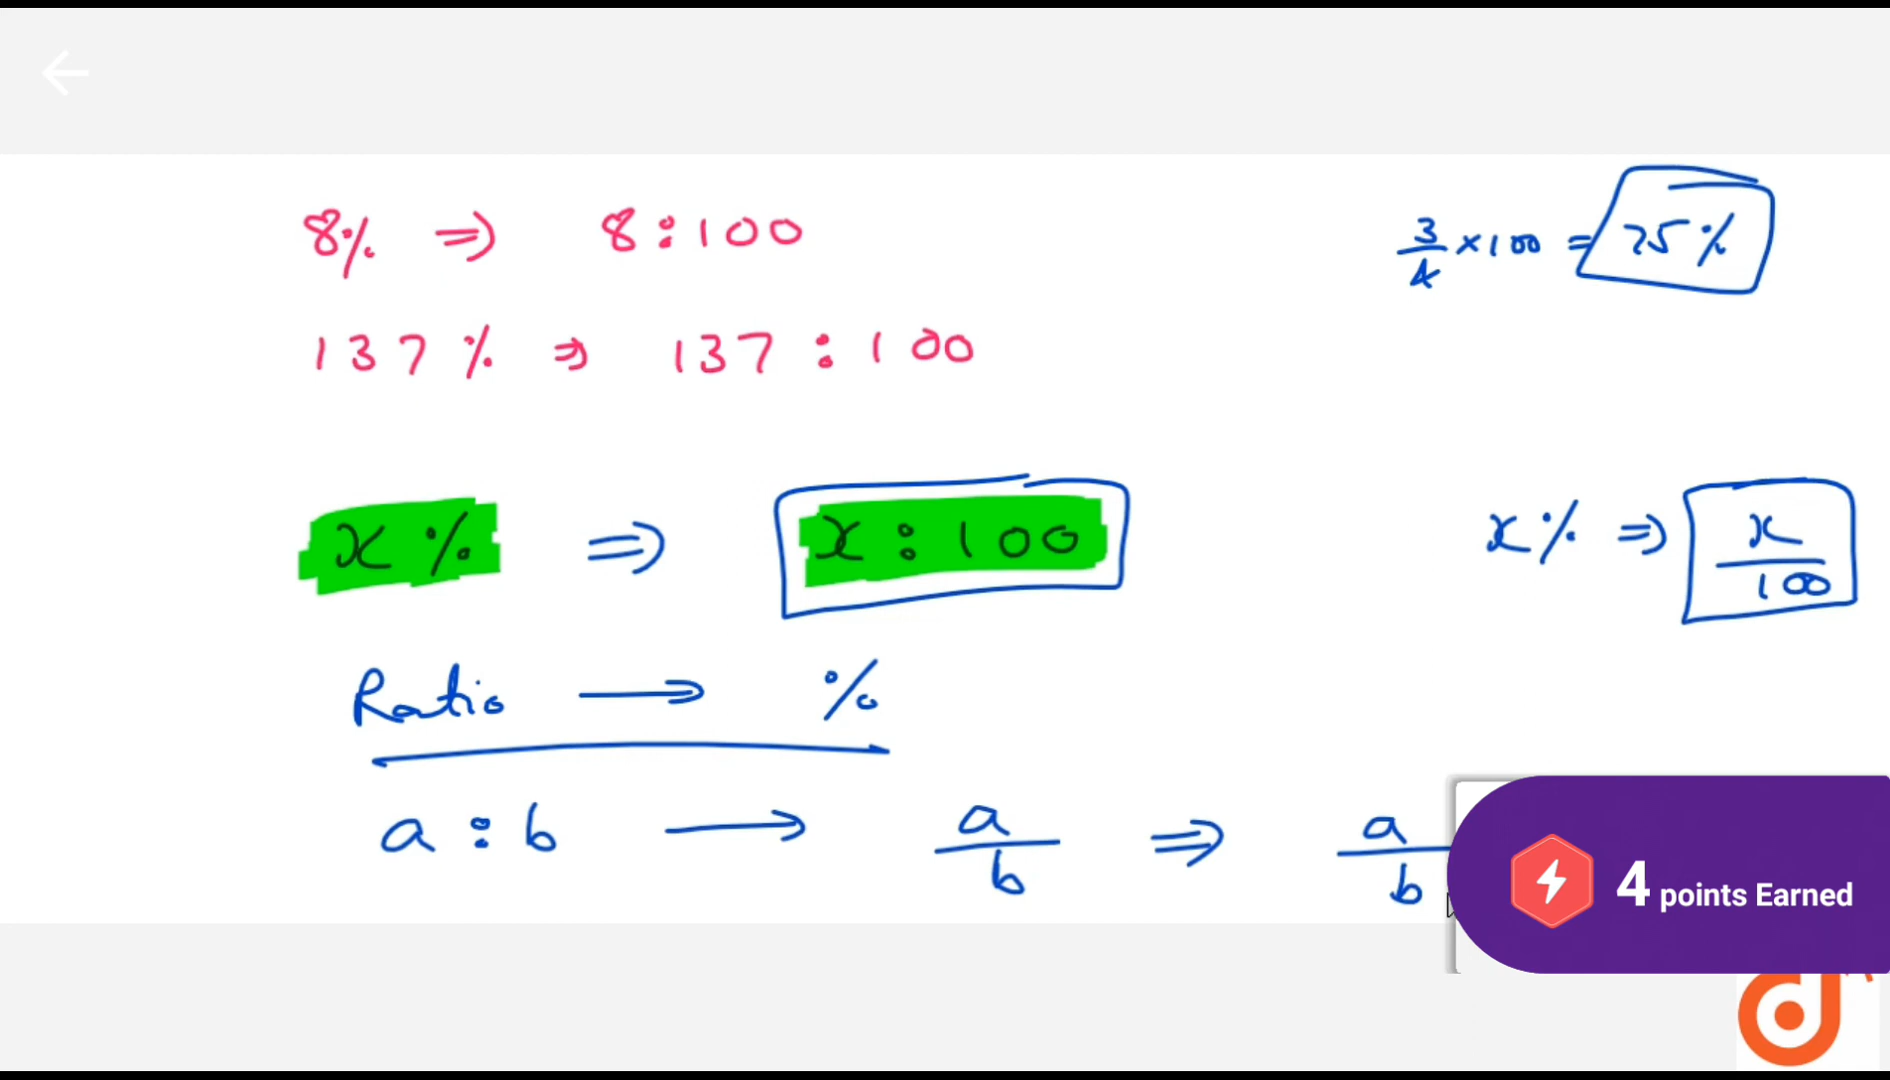 8% ⇒ 8 : 100
3/4 × 100 = 75%
137% ⇒ 137 : 100
x% ⇒ x : 100
x% ⇒ x/100
Ratio → %
a : b → a/b ⇒ a/b
4 points Earned